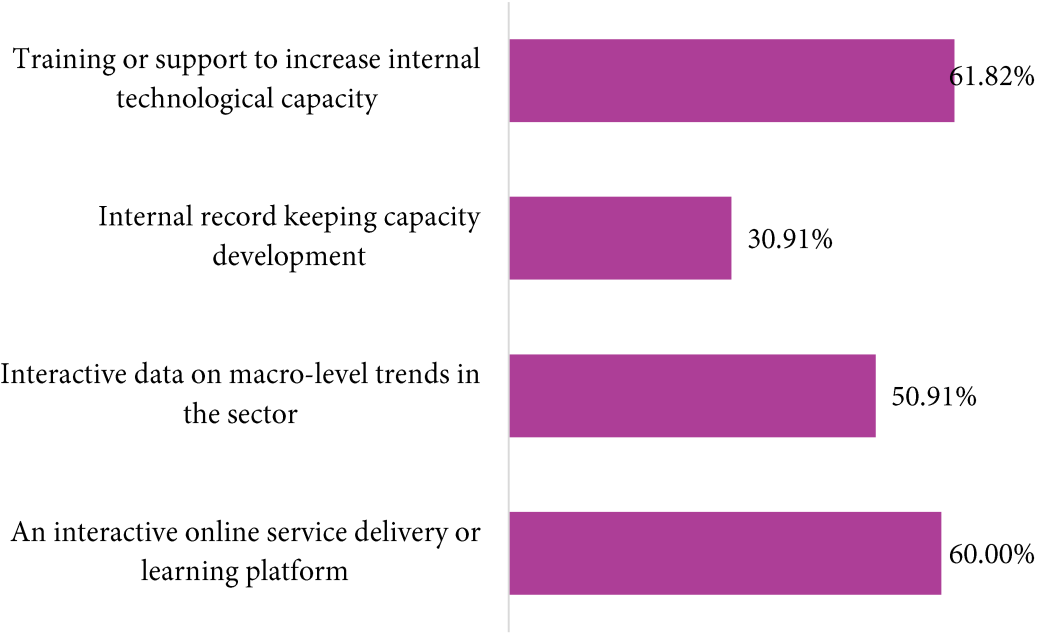 Training or support to increase internal
technological capacity
61.82%
Internal record keeping capacity
development
30.91%
Interactive data on macro-level trends in
the sector
50.91%
An interactive online service delivery or
learning platform
60.00%